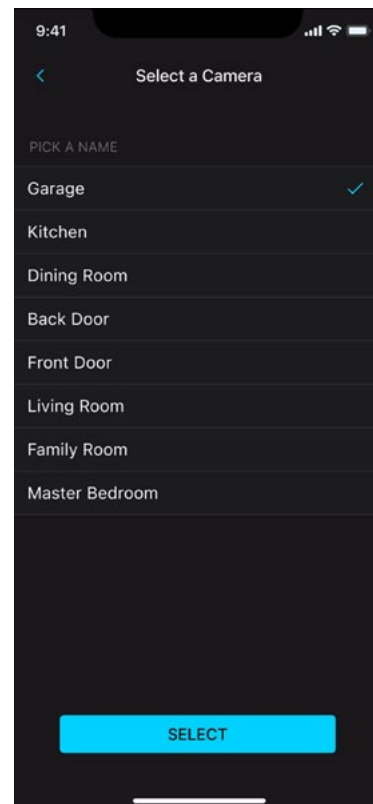 9:41
Select a Camera
PICK A NAME
Garage
Kitchen
Dining Room
Back Door
Front Door
Living Room
Family Room
Master Bedroom
SELECT